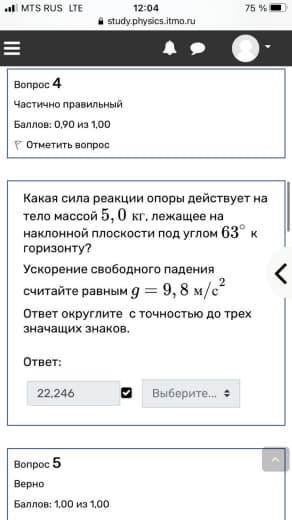 MTS RUS LTE 12:04 75 %
study.physics.itmo.ru
Вопрос 4
Частично правильный
Баллов: 0,90 из 1,00
Отметить вопрос
Какая сила реакции опоры действует на
тело массой 5, 0 кг, лежащее на
наклонной плоскости под углом 63° к
горизонту?
Ускорение свободного падения
считайте равным g = 9, 8 м/с²
Ответ округлите с точностью до трех
значащих знаков.
Ответ:
22,246 Выберите...
Вопрос 5
Верно
Баллов: 1,00 из 1,00